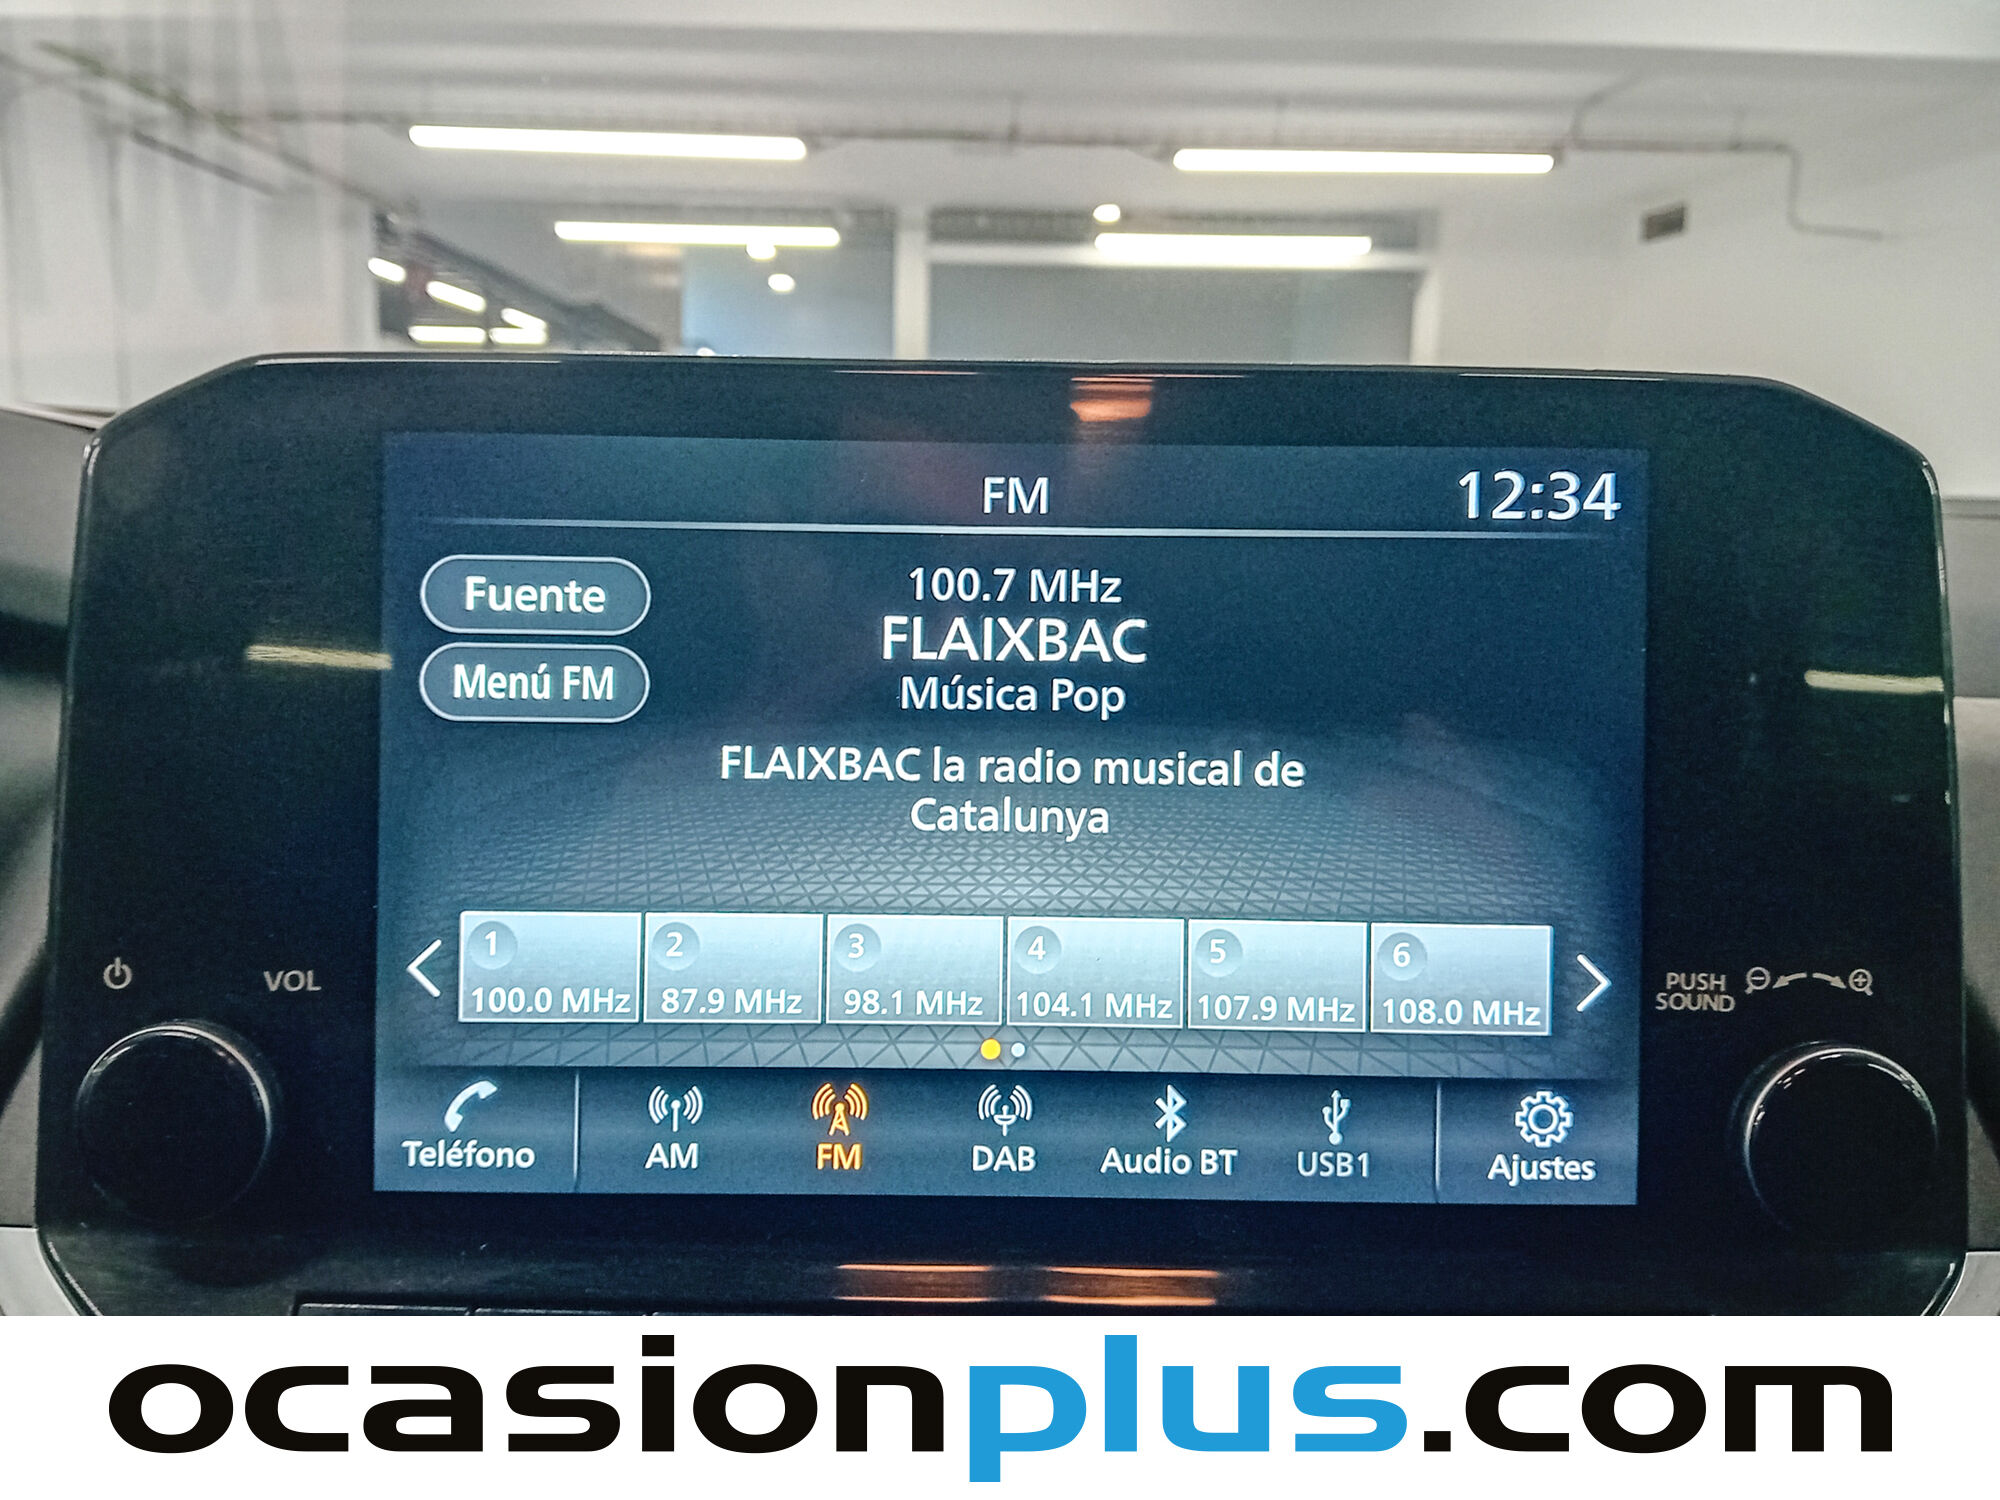 FM
12:34
Fuente
100.7 MHz
FLAIXBAC
Menú FM
Música Pop
FLAIXBAC la radio musical de
Catalunya
1
2
3
4
5
6
100.0 MHz
87.9 MHz
98.1 MHz
104.1 MHz
107.9 MHz
108.0 MHz
VOL
PUSH
SOUND
Teléfono
AM
FM
DAB
Audio BT
USB1
Ajustes
ocasionplus.com